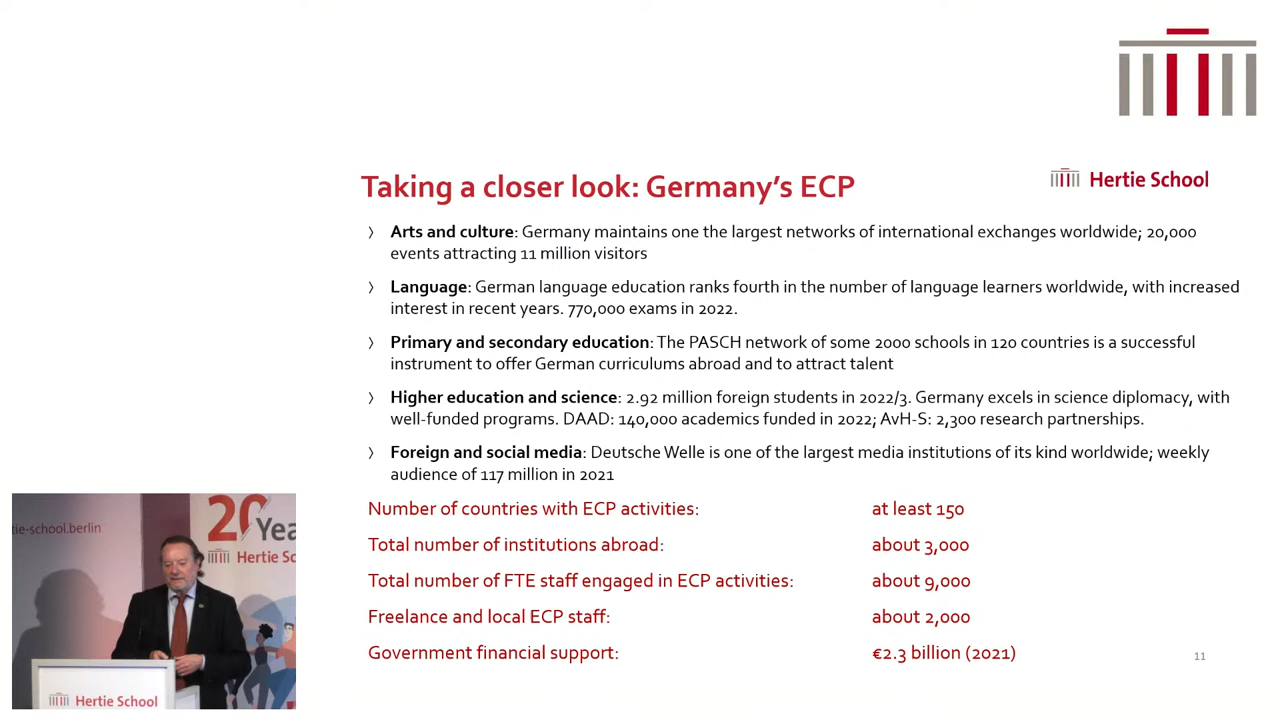 Taking a closer look: Germany's ECP
Hertie School
〉 Arts and culture: Germany maintains one the largest networks of international exchanges worldwide; 20,000
events attracting 11 million visitors
〉 Language: German language education ranks fourth in the number of language learners worldwide, with increased
interest in recent years. 770,000 exams in 2022.
〉 Primary and secondary education: The PASCH network of some 2000 schools in 120 countries is a successful
instrument to offer German curriculums abroad and to attract talent
〉 Higher education and science: 2.92 million foreign students in 2022/3. Germany excels in science diplomacy, with
well-funded programs. DAAD: 140,000 academics funded in 2022; AvH-S: 2,300 research partnerships.
〉 Foreign and social media: Deutsche Welle is one of the largest media institutions of its kind worldwide; weekly
audience of 117 million in 2021
Number of countries with ECP activities: at least 150
Total number of institutions abroad: about 3,000
Total number of FTE staff engaged in ECP activities: about 9,000
Freelance and local ECP staff: about 2,000
Government financial support: €2.3 billion (2021)
11
tie-school.berlin
20 Yea
Hertie Sc
Hertie School